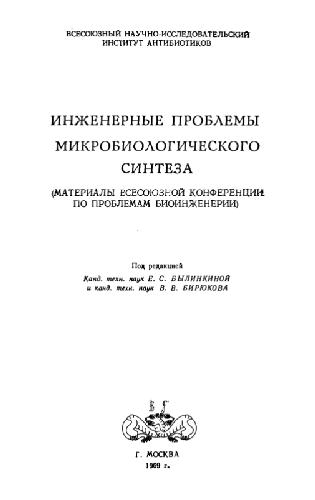 ВСЕСОЮЗНЫЙ НАУЧНО-ИССЛЕДОВАТЕЛЬСКИЙ
ИНСТИТУТ АНТИБИОТИКОВ
ИНЖЕНЕРНЫЕ ПРОБЛЕМЫ
МИКРОБИОЛОГИЧЕСКОГО
СИНТЕЗА
(МАТЕРИАЛЫ ВСЕСОЮЗНОЙ КОНФЕРЕНЦИИ
ПО ПРОБЛЕМАМ БИОИНЖЕНЕРИИ)
Под редакцией
Канд. техн. наук Е. С. БЫЛИНКИНОЙ
и канд. техн. наук В. В. БИРЮКОВА
Г. МОСКВА
1969 г.